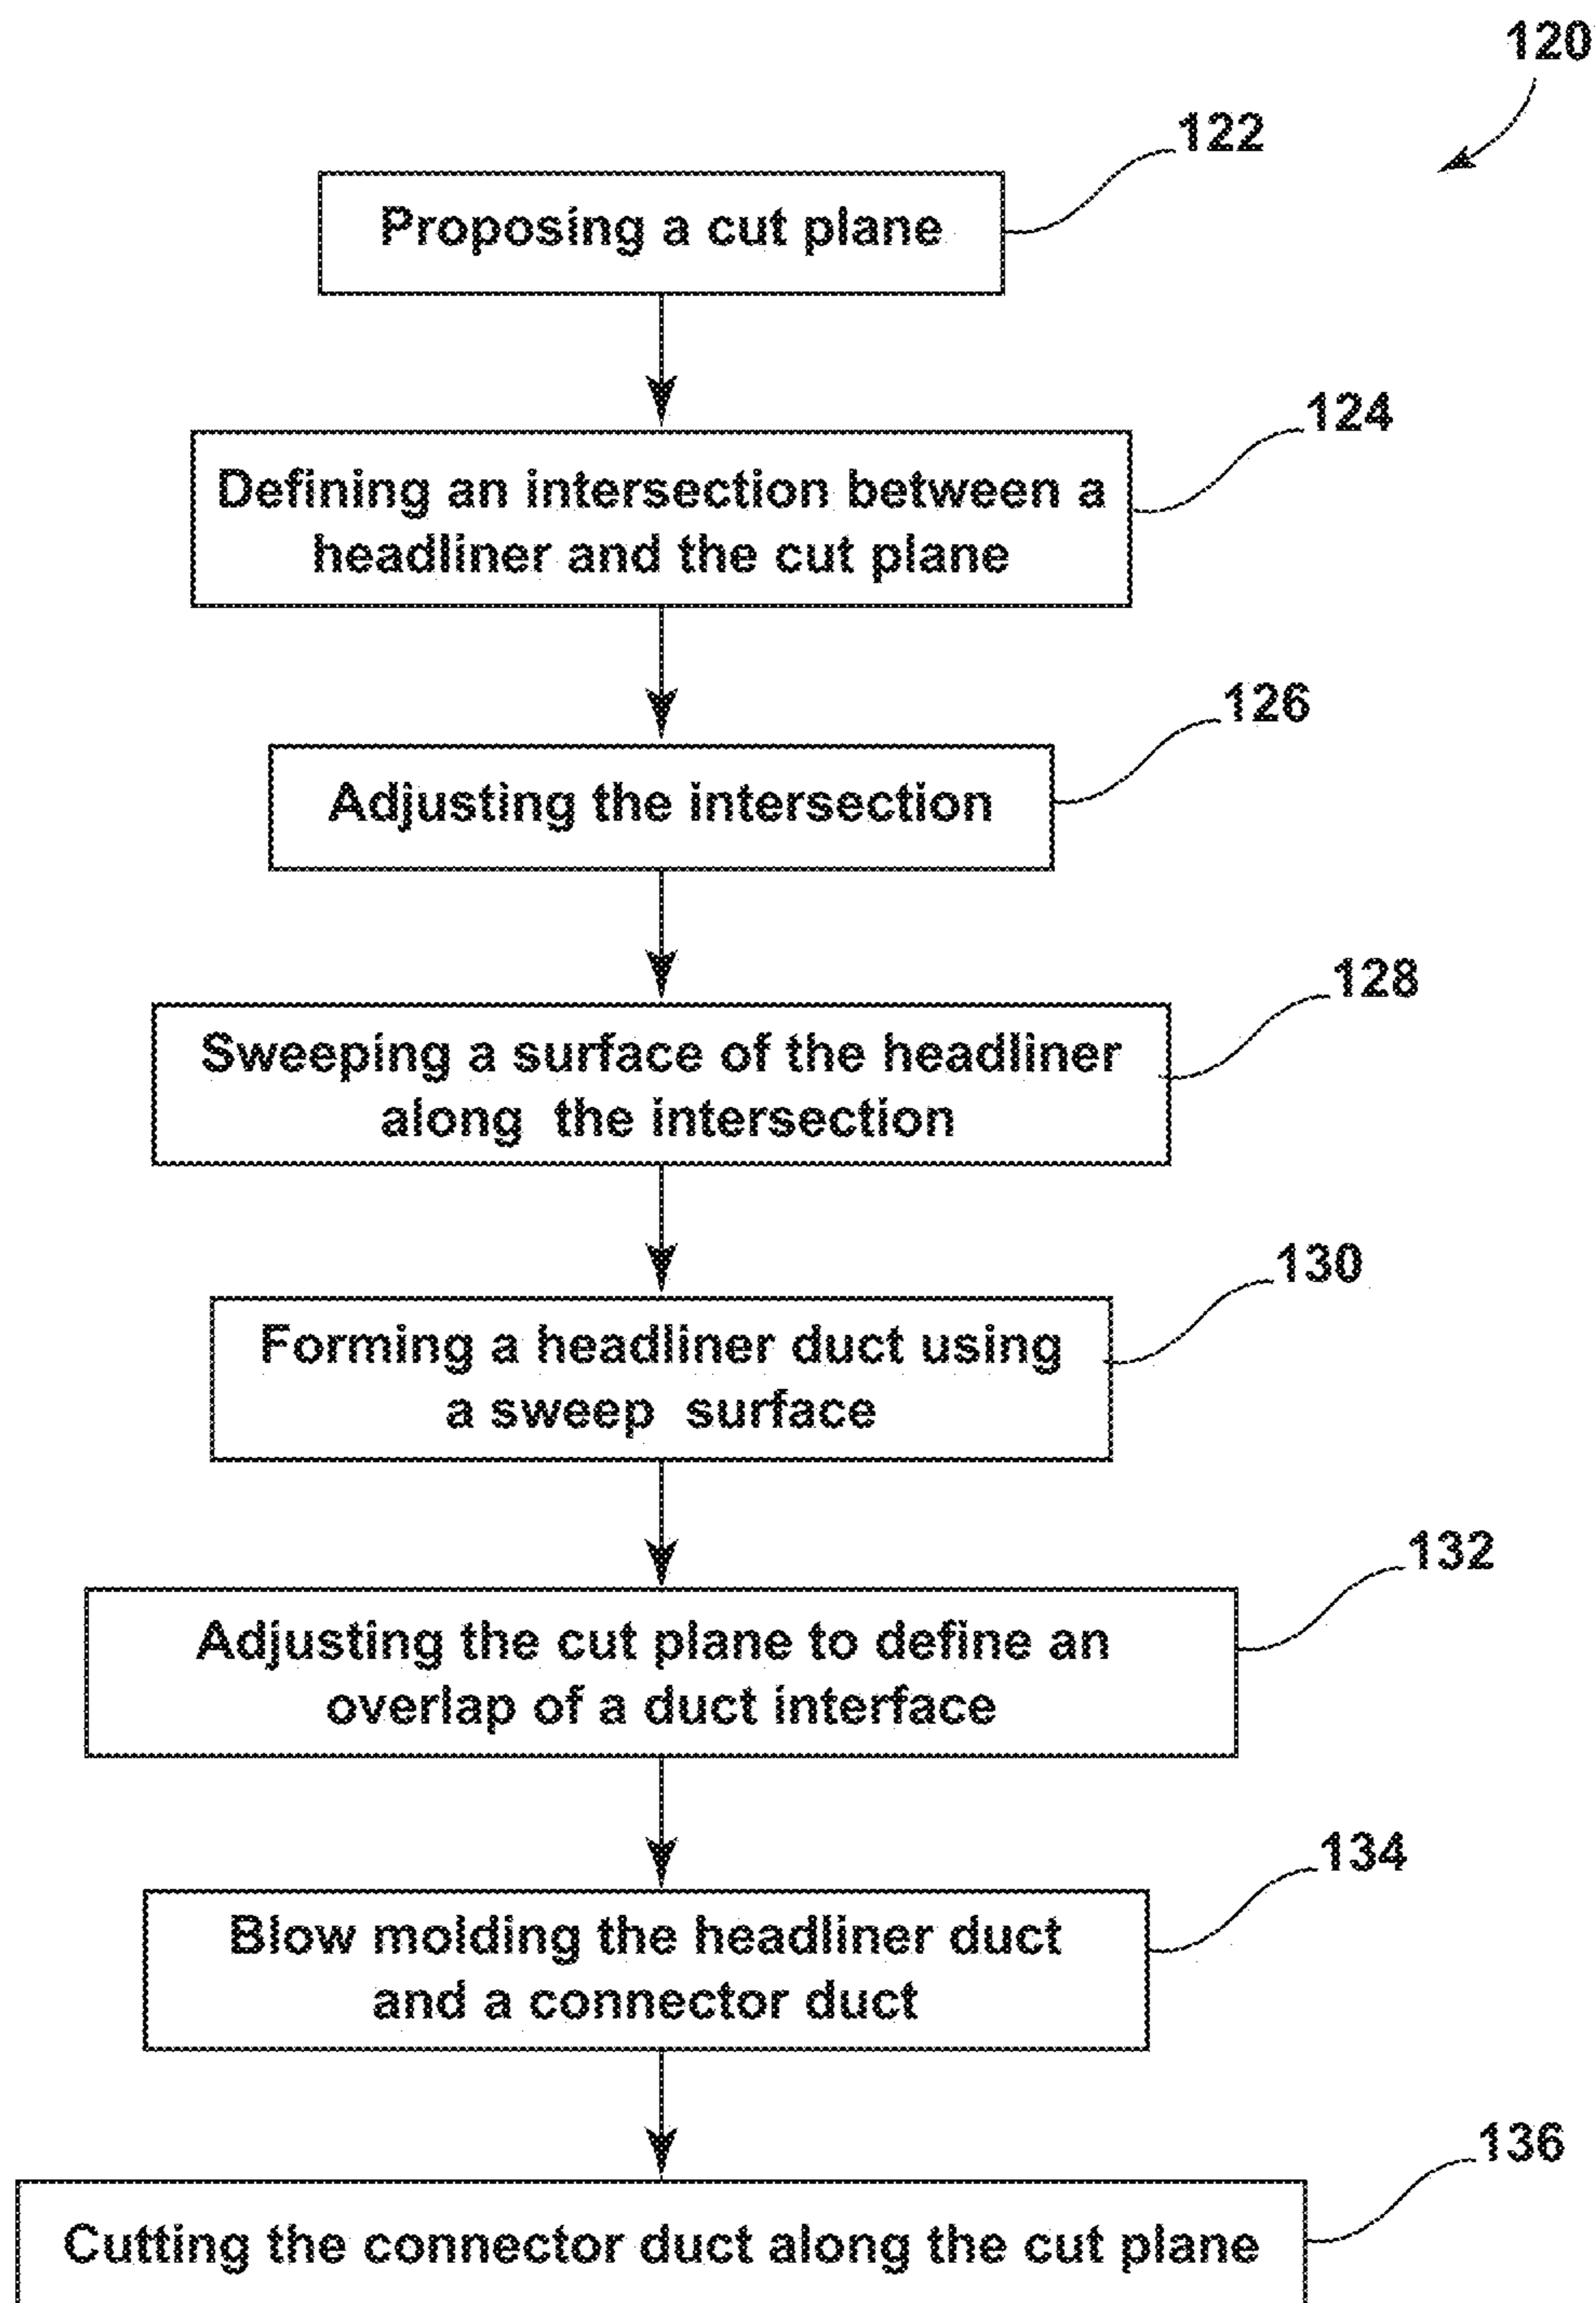 120
122
Proposing a cut plane
124
Defining an intersection between a
headliner and the cut plane
126
Adjusting the intersection
128
Sweeping a surface of the headliner
along the intersection
130
Forming a headliner duct using
a sweep surface
132
Adjusting the cut plane to define an
overlap of a duct interface
134
Blow molding the headliner duct
and a connector duct
136
Cutting the connector duct along the cut plane